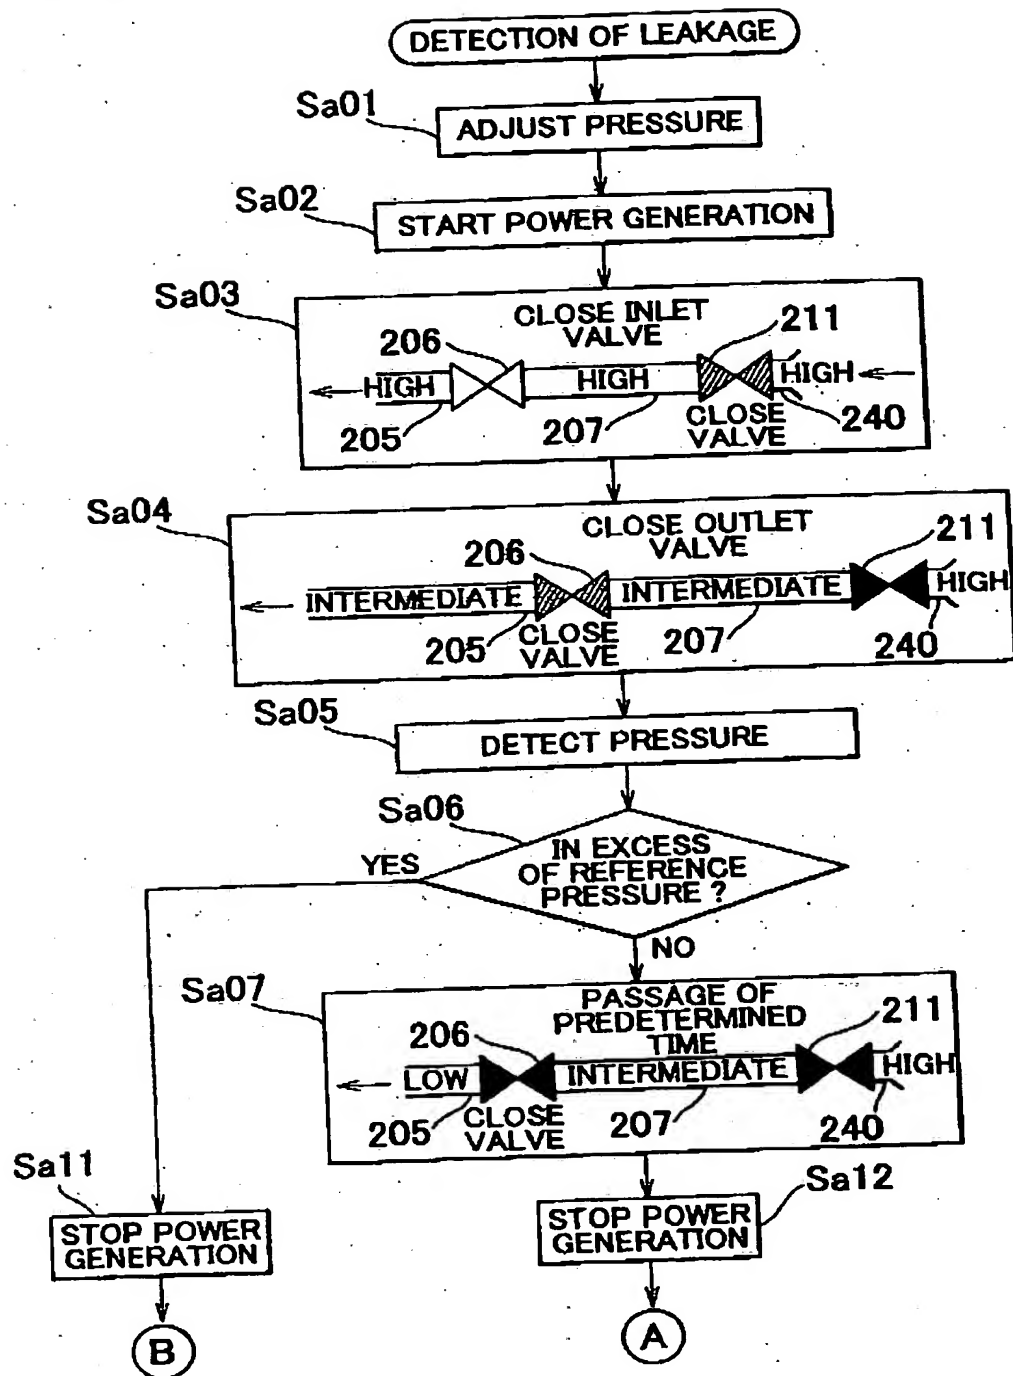 DETECTION OF LEAKAGE
Sa01
ADJUST PRESSURE
Sa02
START POWER GENERATION
Sa03
CLOSE INLET
VALVE
206
211
HIGH
HIGH
HIGH
205
207
CLOSE
VALVE
240
Sa04
CLOSE OUTLET
VALVE
206
211
INTERMEDIATE
INTERMEDIATE
HIGH
205
CLOSE
VALVE
207
240
Sa05
DETECT PRESSURE
Sa06
IN EXCESS
OF REFERENCE
PRESSURE ?
YES
NO
Sa07
PASSAGE OF
PREDETERMINED
TIME
206
211
LOW
INTERMEDIATE
HIGH
205
CLOSE
VALVE
207
240
Sa11
STOP POWER
GENERATION
Sa12
STOP POWER
GENERATION
B
A